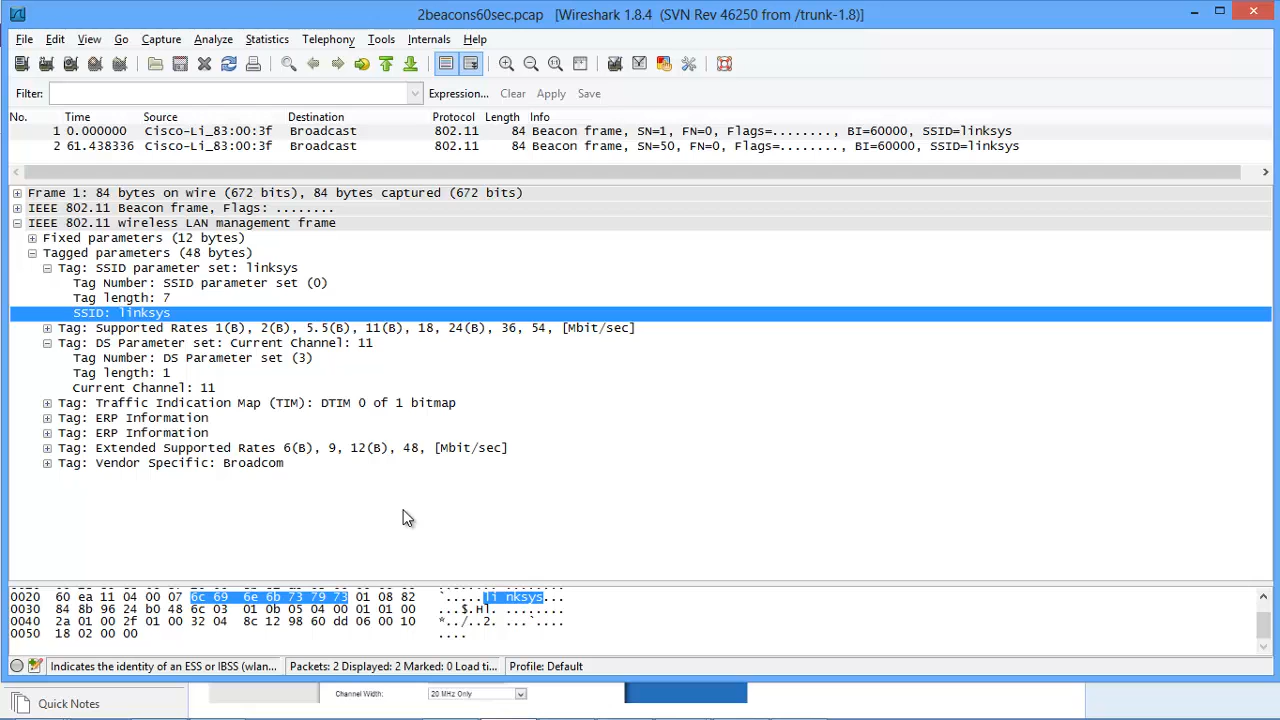 2beacons60sec.pcap [Wireshark 1.8.4 (SVN Rev 46250 from /trunk-1.8)]
File Edit View Go Capture Analyze Statistics Telephony Tools Internals Help
Filter: Expression... Clear Apply Save
No. Time Source Destination Protocol Length Info
1 0.000000 Cisco-Li_83:00:3f Broadcast 802.11 84 Beacon frame, SN=1, FN=0, Flags=........, BI=60000, SSID=linksys
2 61.438336 Cisco-Li_83:00:3f Broadcast 802.11 84 Beacon frame, SN=50, FN=0, Flags=........, BI=60000, SSID=linksys
Frame 1: 84 bytes on wire (672 bits), 84 bytes captured (672 bits)
IEEE 802.11 Beacon frame, Flags: ........
IEEE 802.11 wireless LAN management frame
Fixed parameters (12 bytes)
Tagged parameters (48 bytes)
Tag: SSID parameter set: linksys
Tag Number: SSID parameter set (0)
Tag length: 7
SSID: linksys
Tag: Supported Rates 1(B), 2(B), 5.5(B), 11(B), 18, 24(B), 36, 54, [Mbit/sec]
Tag: DS Parameter set: Current Channel: 11
Tag Number: DS Parameter set (3)
Tag length: 1
Current Channel: 11
Tag: Traffic Indication Map (TIM): DTIM 0 of 1 bitmap
Tag: ERP Information
Tag: ERP Information
Tag: Extended Supported Rates 6(B), 9, 12(B), 48, [Mbit/sec]
Tag: Vendor Specific: Broadcom
0020 60 ea 11 04 00 07 6c 69 6e 6b 73 79 73 01 08 82 `.....li nksys...
0030 84 8b 96 24 b0 48 6c 03 01 0b 05 04 00 01 01 00 ...$.Hl. ........
0040 2a 01 00 2f 01 00 32 04 8c 12 98 60 dd 06 00 10 *../..2. ...`....
0050 18 02 00 00 ....
Indicates the identity of an ESS or IBSS (wlan... Packets: 2 Displayed: 2 Marked: 0 Load ti... Profile: Default
Quick Notes Channel Width: 20 MHz Only